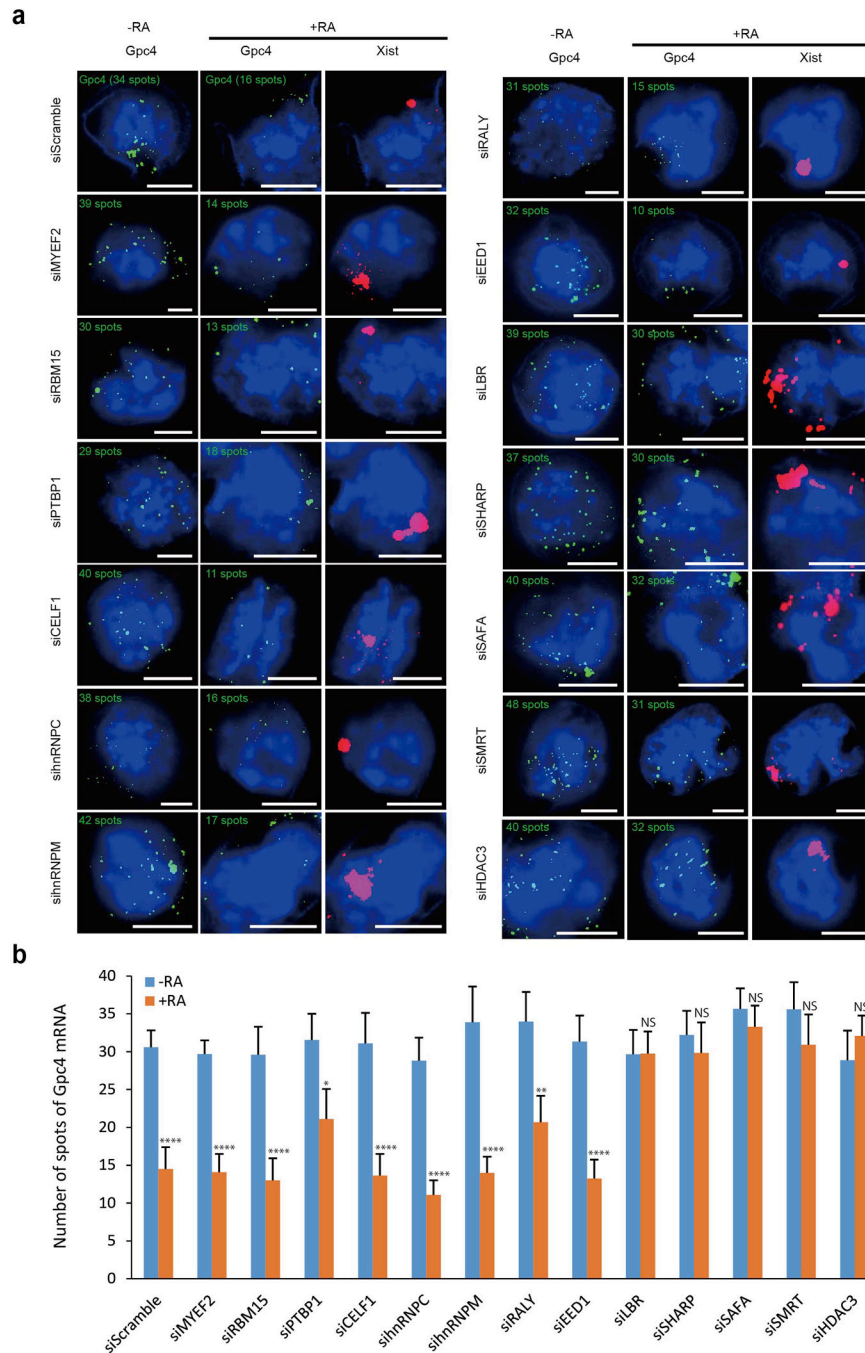 a
-RA
+RA
Gpc4
Gpc4
Xist
siScramble
Gpc4 (34 spots)
Gpc4 (16 spots)
siMYEF2
39 spots
14 spots
siRBM15
30 spots
13 spots
siPTBP1
29 spots
18 spots
siCELF1
40 spots
11 spots
sihnRNPC
38 spots
16 spots
sihnRNPM
42 spots
17 spots
-RA
+RA
Gpc4
Gpc4
Xist
siRALY
31 spots
15 spots
siEED1
32 spots
10 spots
siLBR
39 spots
30 spots
siSHARP
37 spots
30 spots
siSAFA
40 spots
32 spots
siSMRT
48 spots
31 spots
siHDAC3
40 spots
32 spots
b
Number of spots of Gpc4 mRNA
40
35
30
25
20
15
10
5
0
-RA
+RA
****
****
****
*
****
****
****
**
****
NS
NS
NS
NS
NS
siScramble
siMYEF2
siRBM15
siPTBP1
siCELF1
sihnRNPC
sihnRNPM
siRALY
siEED1
siLBR
siSHARP
siSAFA
siSMRT
siHDAC3